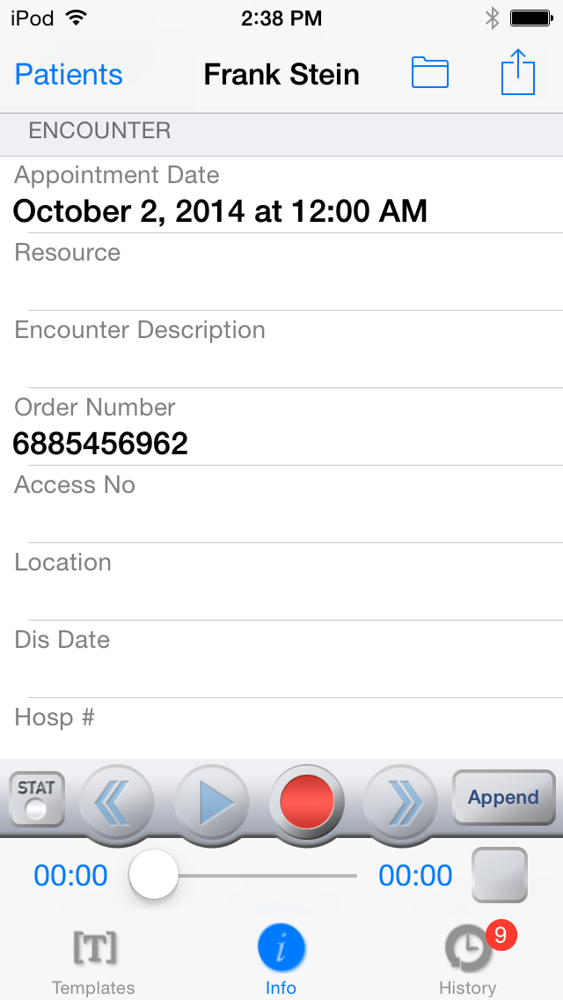 iPod 2:38 PM
Patients Frank Stein
ENCOUNTER
Appointment Date
October 2, 2014 at 12:00 AM
Resource
Encounter Description
Order Number
6885456962
Access No
Location
Dis Date
Hosp #
STAT Append
00:00 00:00
[T] i 9
Templates Info History